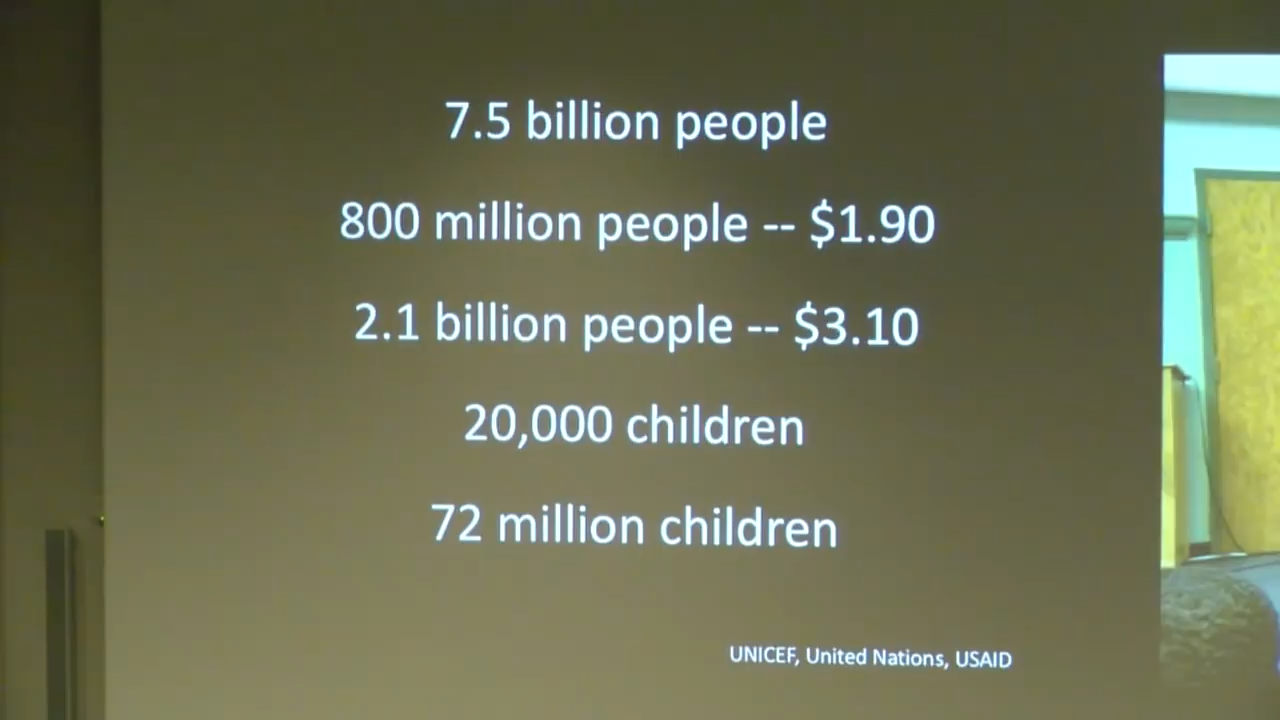 7.5 billion people
800 million people -- $1.90
2.1 billion people -- $3.10
20,000 children
72 million children
UNICEF, United Nations, USAID